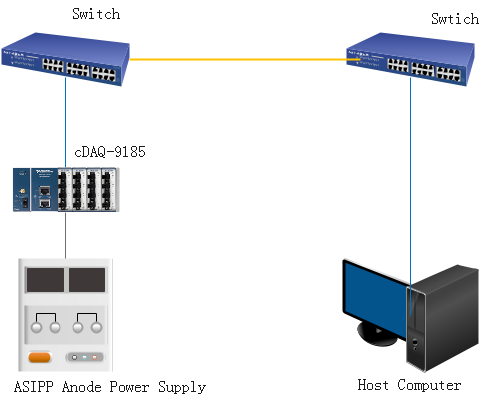 Switch
Swtich
cDAQ-9185
ASIPP Anode Power Supply
Host Computer